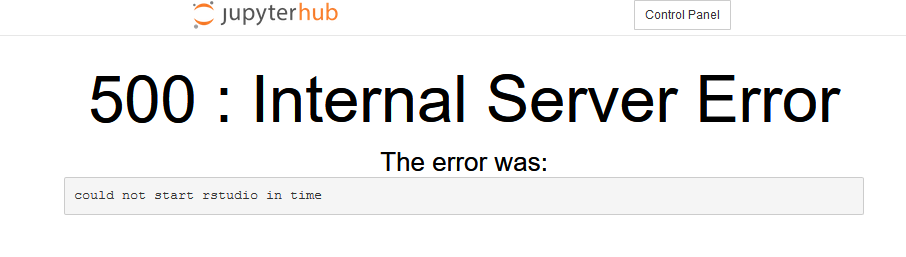 jupyterhub
Control Panel
500 : Internal Server Error
The error was:
could not start rstudio in time